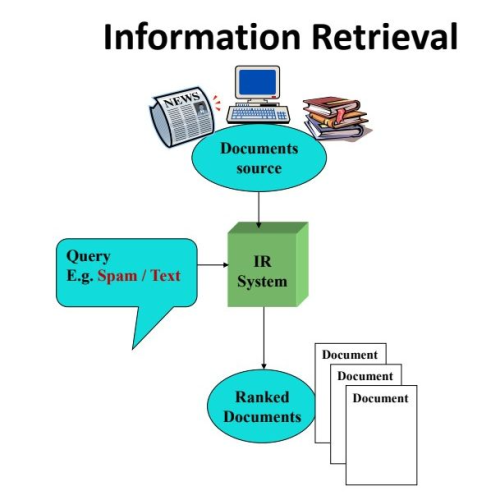 Information Retrieval
NEWS
Documents
source
Query
E.g. Spam / Text
IR
System
Ranked
Documents
Document
Document
Document